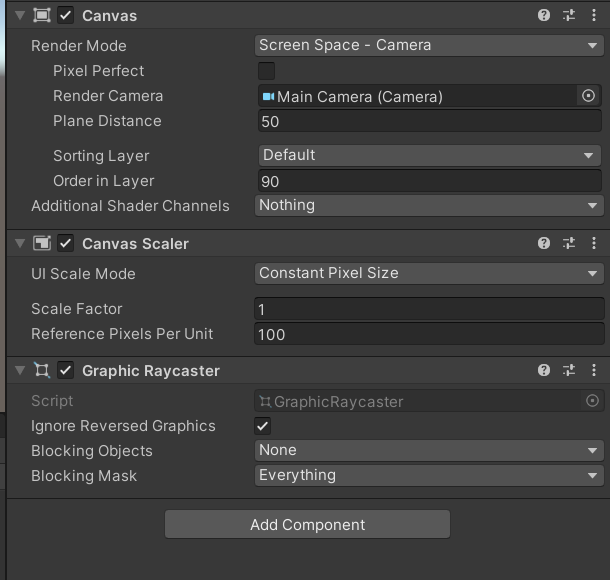 Canvas
Render Mode Screen Space - Camera
Pixel Perfect
Render Camera Main Camera (Camera)
Plane Distance 50
Sorting Layer Default
Order in Layer 90
Additional Shader Channels Nothing
Canvas Scaler
UI Scale Mode Constant Pixel Size
Scale Factor 1
Reference Pixels Per Unit 100
Graphic Raycaster
Script GraphicRaycaster
Ignore Reversed Graphics
Blocking Objects None
Blocking Mask Everything
Add Component